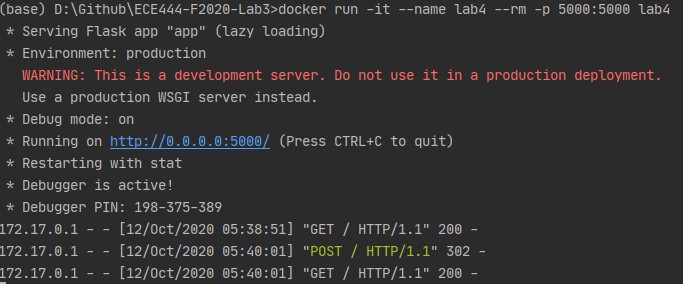 (base) D:\Github\ECE444-F2020-Lab3>docker run -it --name lab4 --rm -p 5000:5000 lab4
* Serving Flask app "app" (lazy loading)
* Environment: production
WARNING: This is a development server. Do not use it in a production deployment.
Use a production WSGI server instead.
* Debug mode: on
* Running on http://0.0.0.0:5000/ (Press CTRL+C to quit)
* Restarting with stat
* Debugger is active!
* Debugger PIN: 198-375-389
172.17.0.1 - - [12/Oct/2020 05:38:51] "GET / HTTP/1.1" 200 -
172.17.0.1 - - [12/Oct/2020 05:40:01] "POST / HTTP/1.1" 302 -
172.17.0.1 - - [12/Oct/2020 05:40:01] "GET / HTTP/1.1" 200 -